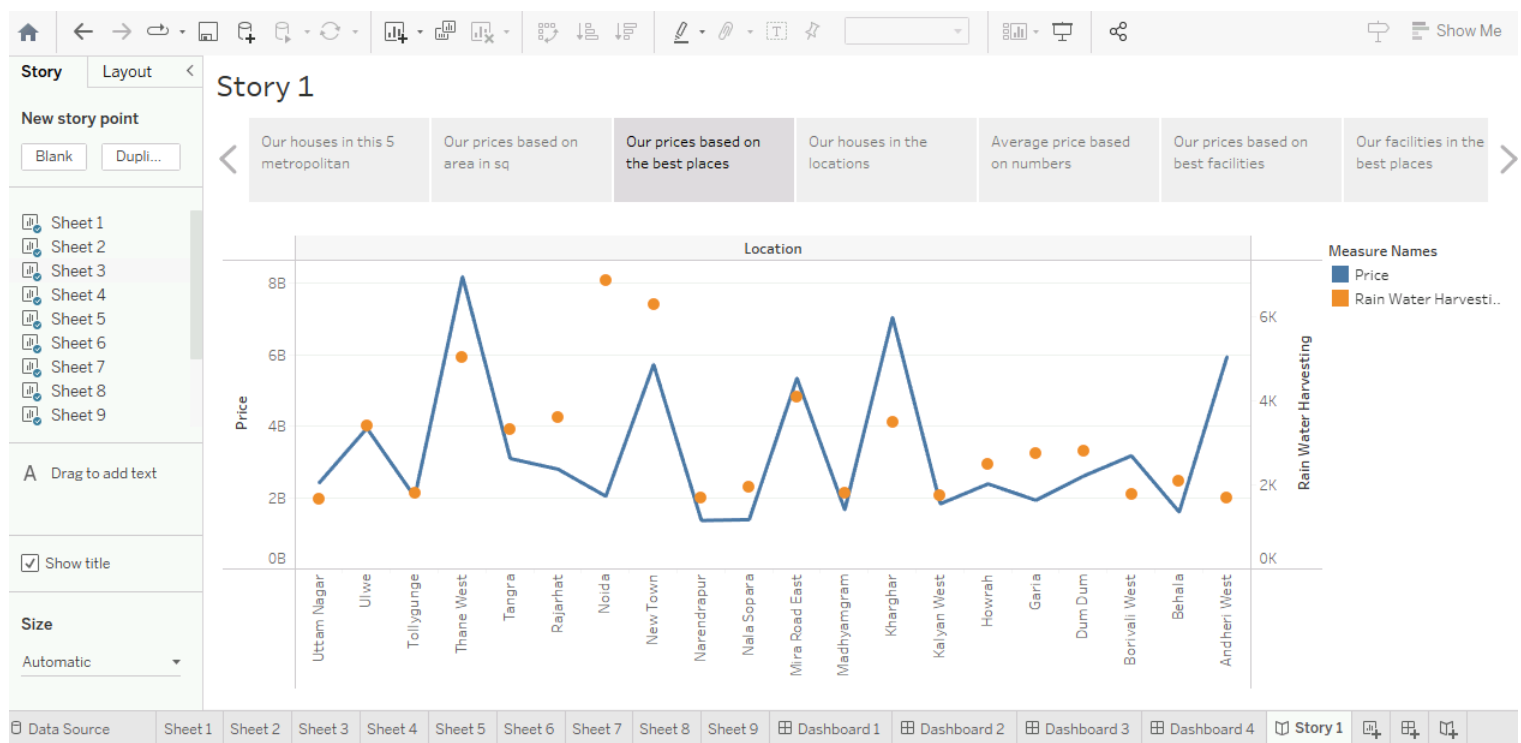 Show Me
Story
Layout
New story point
Blank
Dupli...
Sheet 1
Sheet 2
Sheet 3
Sheet 4
Sheet 5
Sheet 6
Sheet 7
Sheet 8
Sheet 9
A Drag to add text
Show title
Size
Automatic
Story 1
Our houses in this 5
metropolitan
Our prices based on
area in sq
Our prices based on
the best places
Our houses in the
locations
Average price based
on numbers
Our prices based on
best facilities
Our facilities in the
best places
Location
Price
8B
6B
4B
2B
0B
6K
4K
2K
0K
Rain Water Harvesting
Uttam Nagar
Ulwe
Tollygunge
Thane West
Tangra
Rajarhat
Noida
New Town
Narendrapur
Nala Sopara
Mira Road East
Madhyamgram
Kharghar
Kalyan West
Howrah
Garia
Dum Dum
Borivali West
Behala
Andheri West
Measure Names
Price
Rain Water Harvesti..
Data Source
Sheet 1
Sheet 2
Sheet 3
Sheet 4
Sheet 5
Sheet 6
Sheet 7
Sheet 8
Sheet 9
Dashboard 1
Dashboard 2
Dashboard 3
Dashboard 4
Story 1